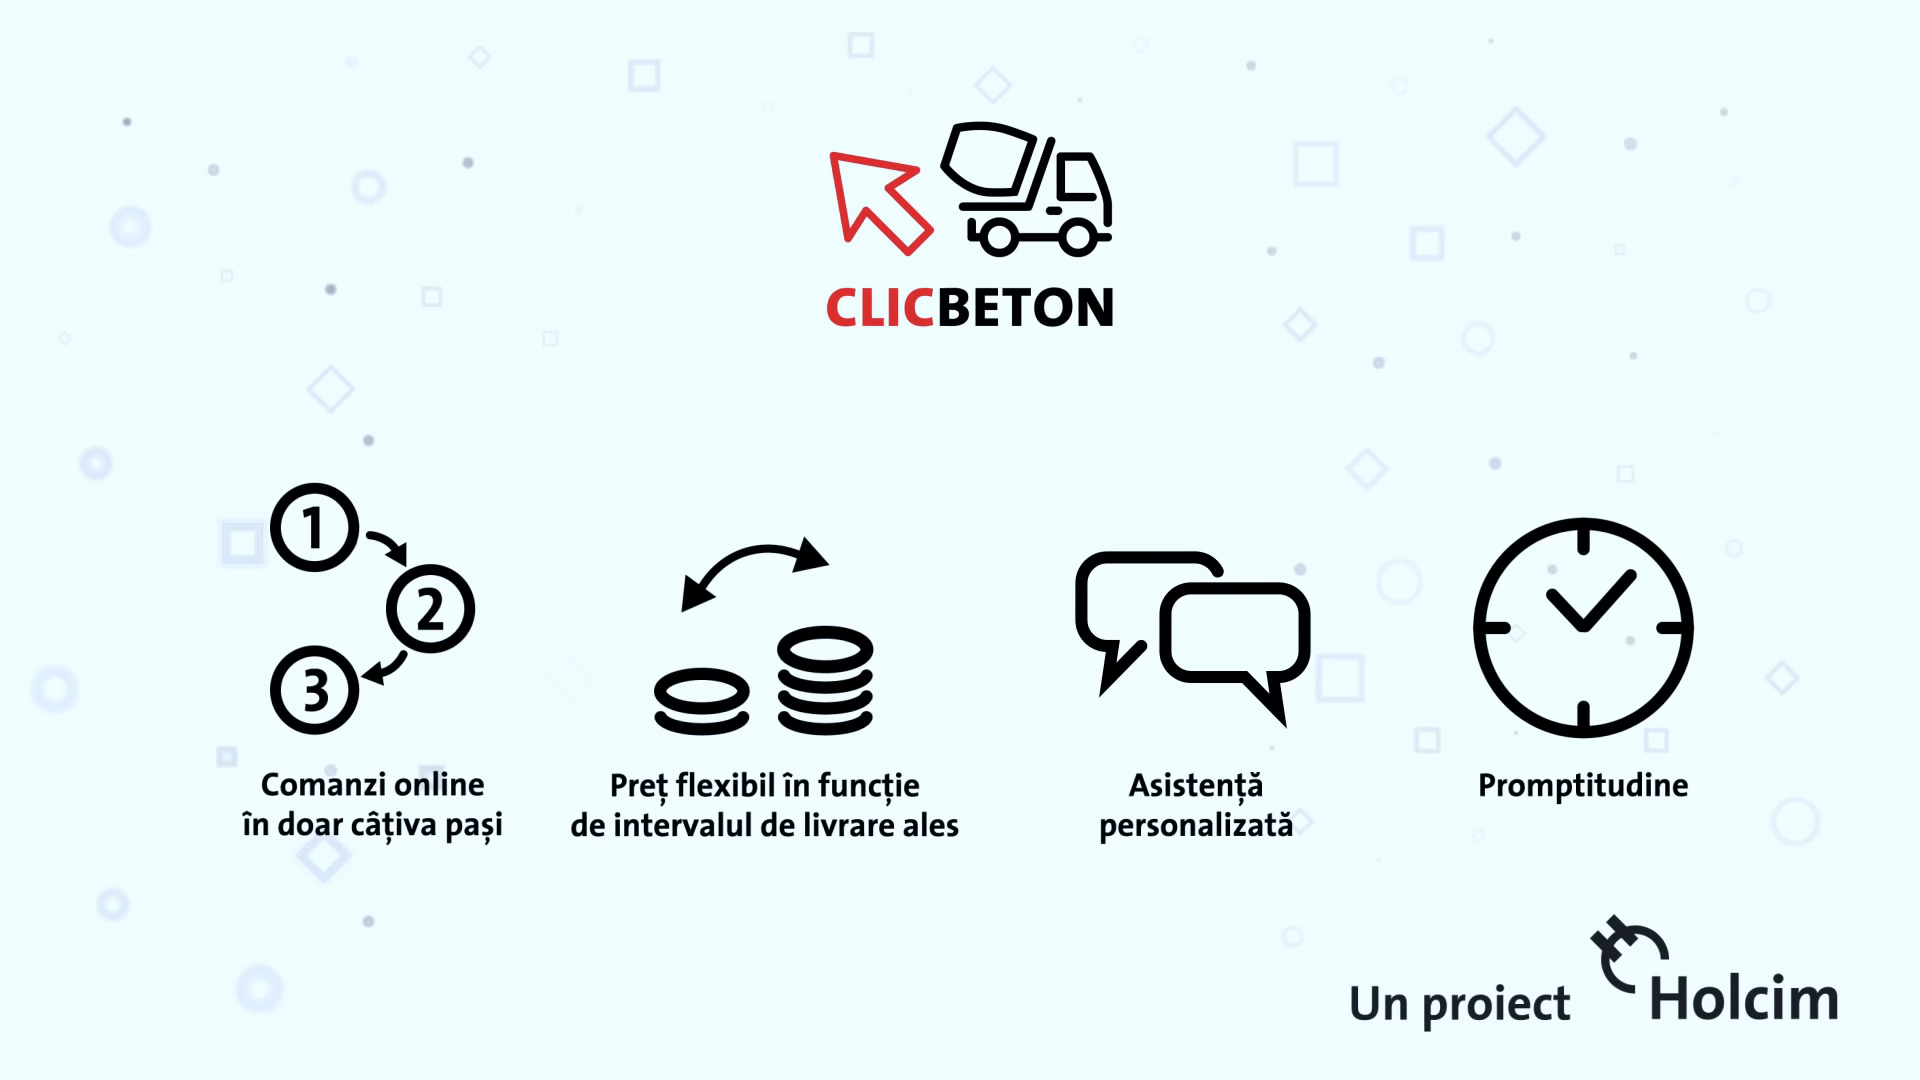 CLICBETON
1
2
3
Comanzi online
în doar câțiva pași
Preț flexibil în funcție
de intervalul de livrare ales
Asistență
personalizată
Promptitudine
Un proiect Holcim